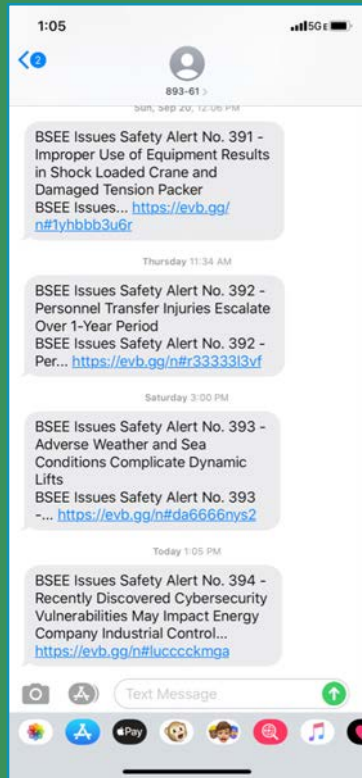 1:05
5GE
2
893-61 >
Sun, Sep 20, 12:06 PM
BSEE Issues Safety Alert No. 391 -
Improper Use of Equipment Results
in Shock Loaded Crane and
Damaged Tension Packer
BSEE Issues... https://evb.gg/
n#1yhbbb3u6r
Thursday 11:34 AM
BSEE Issues Safety Alert No. 392 -
Personnel Transfer Injuries Escalate
Over 1-Year Period
BSEE Issues Safety Alert No. 392 -
Per... https://evb.gg/n#r33333l3vf
Saturday 3:00 PM
BSEE Issues Safety Alert No. 393 -
Adverse Weather and Sea
Conditions Complicate Dynamic
Lifts
BSEE Issues Safety Alert No. 393
-... https://evb.gg/n#da6666nys2
Today 1:05 PM
BSEE Issues Safety Alert No. 394 -
Recently Discovered Cybersecurity
Vulnerabilities May Impact Energy
Company Industrial Control...
https://evb.gg/n#lucccckmga
Text Message
Pay